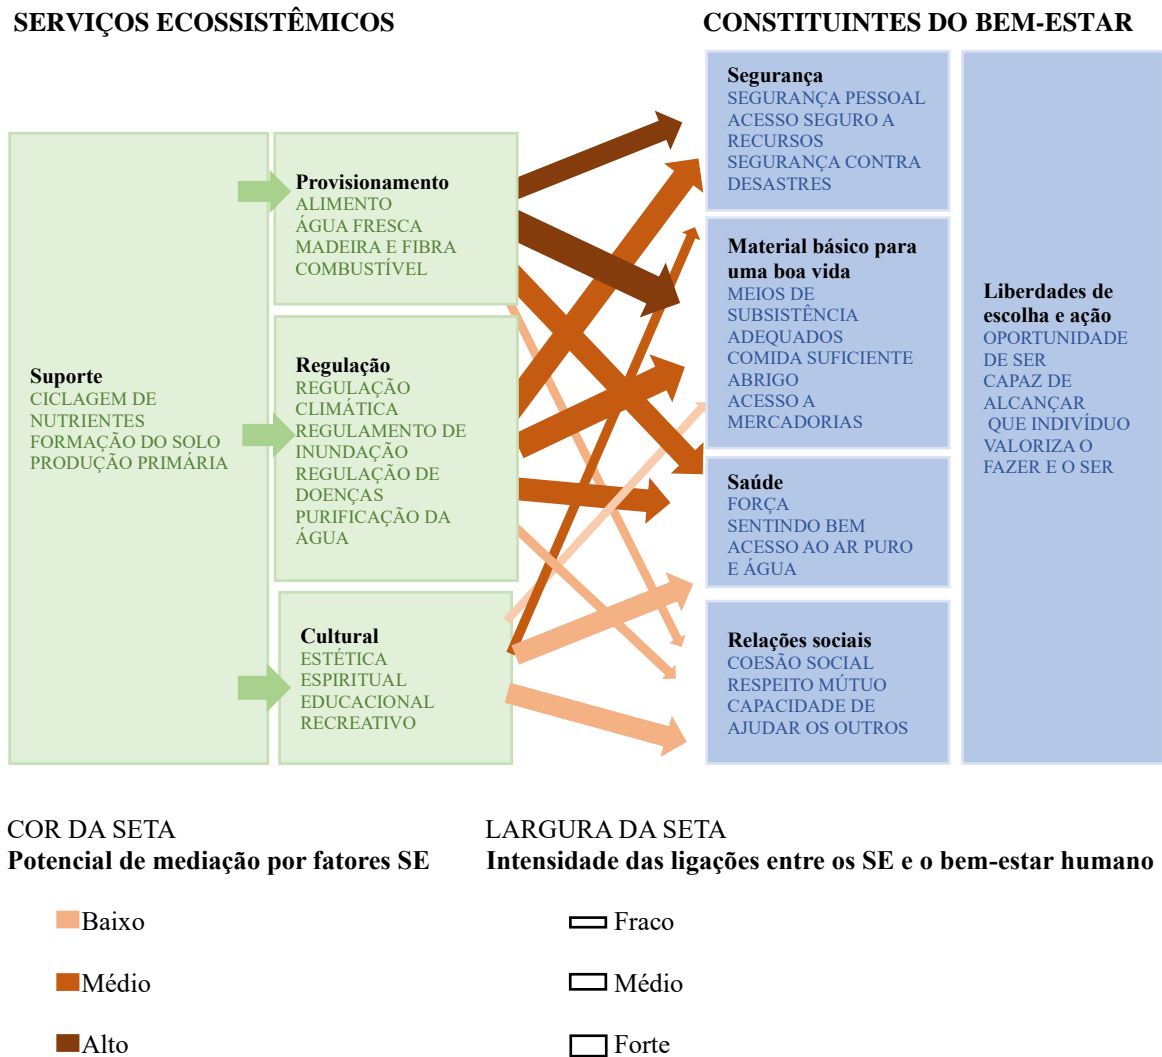 SERVIÇOS ECOSSISTÊMICOS
CONSTITUINTES DO BEM-ESTAR
Suporte
CICLAGEM DE
NUTRIENTES
FORMAÇÃO DO SOLO
PRODUÇÃO PRIMÁRIA
Provisionamento
ALIMENTO
ÁGUA FRESCA
MADEIRA E FIBRA
COMBUSTÍVEL
Regulação
REGULAÇÃO
CLIMÁTICA
REGULAMENTO DE
INUNDAÇÃO
REGULAÇÃO DE
DOENÇAS
PURIFICAÇÃO DA
ÁGUA
Cultural
ESTÉTICA
ESPIRITUAL
EDUCACIONAL
RECREATIVO
Segurança
SEGURANÇA PESSOAL
ACESSO SEGURO A
RECURSOS
SEGURANÇA CONTRA
DESASTRES
Material básico para
uma boa vida
MEIOS DE
SUBSISTÊNCIA
ADEQUADOS
COMIDA SUFICIENTE
ABRIGO
ACESSO A
MERCADORIAS
Saúde
FORÇA
SENTINDO BEM
ACESSO AO AR PURO
E ÁGUA
Relações sociais
COESÃO SOCIAL
RESPEITO MÚTUO
CAPACIDADE DE
AJUDAR OS OUTROS
Liberdades de
escolha e ação
OPORTUNIDADE
DE SER
CAPAZ DE
ALCANÇAR
QUE INDIVÍDUO
VALORIZA O
FAZER E O SER
COR DA SETA
Potencial de mediação por fatores SE
Baixo
Médio
Alto
LARGURA DA SETA
Intensidade das ligações entre os SE e o bem-estar humano
Fraco
Médio
Forte